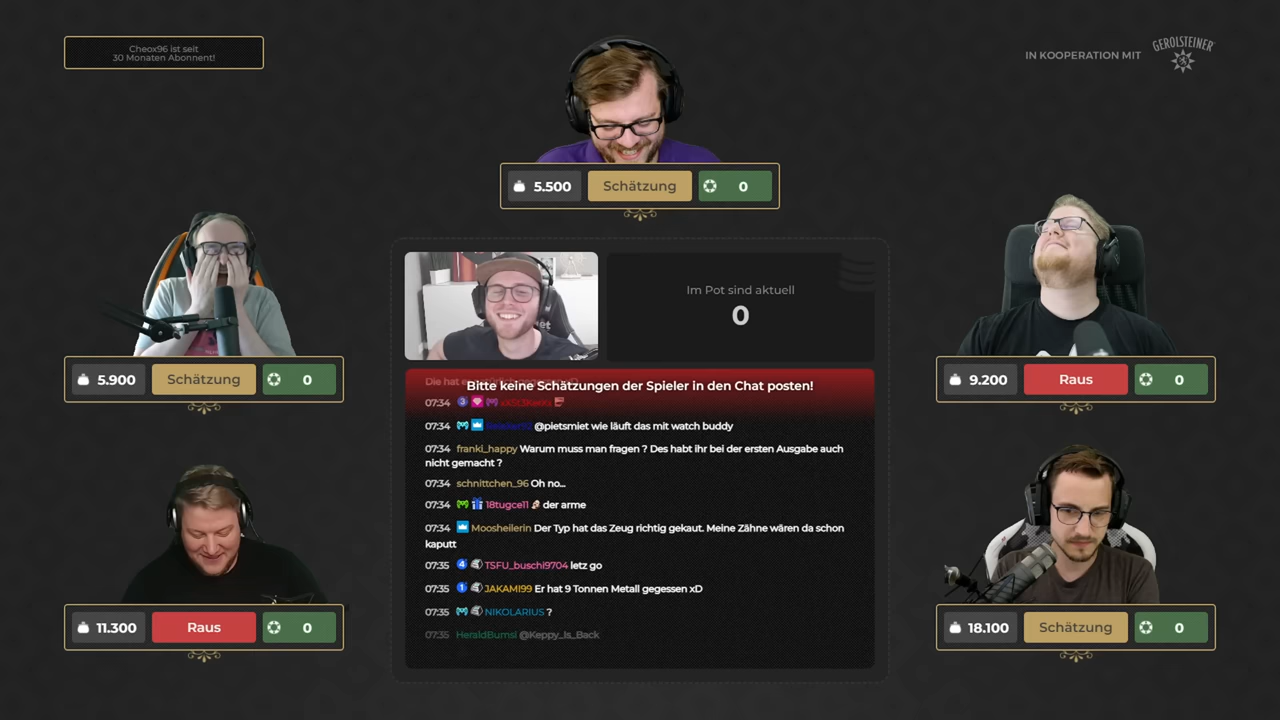 Cheox96 ist seit
30 Monaten Abonnent!
IN KOOPERATION MIT
GEROLSTEINER
5.500 Schätzung 0
5.900 Schätzung 0
Im Pot sind aktuell
0
9.200 Raus 0
Die hat
Bitte keine Schätzungen der Spieler in den Chat posten!
07:34 3
07:34 @pietsmiet wie läuft das mit watch buddy
07:34 franki_happy Warum muss man fragen ? Des habt ihr bei der ersten Ausgabe auch
nicht gemacht ?
07:34 schnittchen_96 Oh no...
07:34 18tugce11 der arme
07:34 Moosheilerin Der Typ hat das Zeug richtig gekaut. Meine Zähne wären da schon
kaputt
07:35 4 TSFU_buschi9704 letz go
07:35 1 JAKAMI99 Er hat 9 Tonnen Metall gegessen xD
07:35 NIKOLARIUS ?
07:35 HeraldBumsl @Keppy_Is_Back
11.300 Raus 0
18.100 Schätzung 0